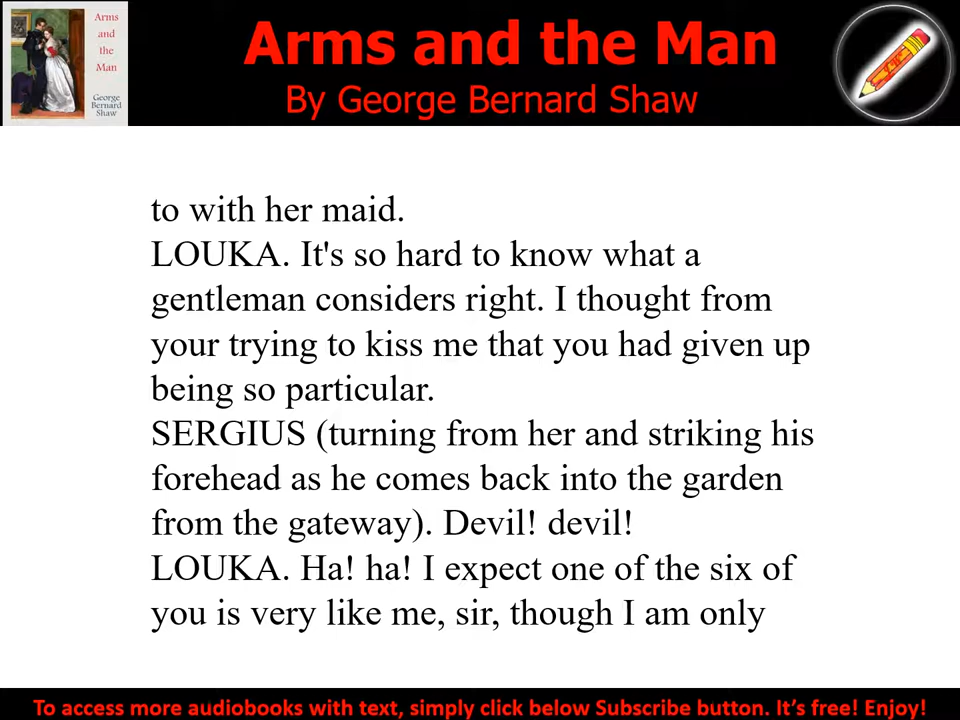 Arms
and
the
Man
George
Bernard
Shaw
Arms and the Man
By George Bernard Shaw
to with her maid.
LOUKA. It's so hard to know what a
gentleman considers right. I thought from
your trying to kiss me that you had given up
being so particular.
SERGIUS (turning from her and striking his
forehead as he comes back into the garden
from the gateway). Devil! devil!
LOUKA. Ha! ha! I expect one of the six of
you is very like me, sir, though I am only
To access more audiobooks with text, simply click below Subscribe button. It's free! Enjoy!